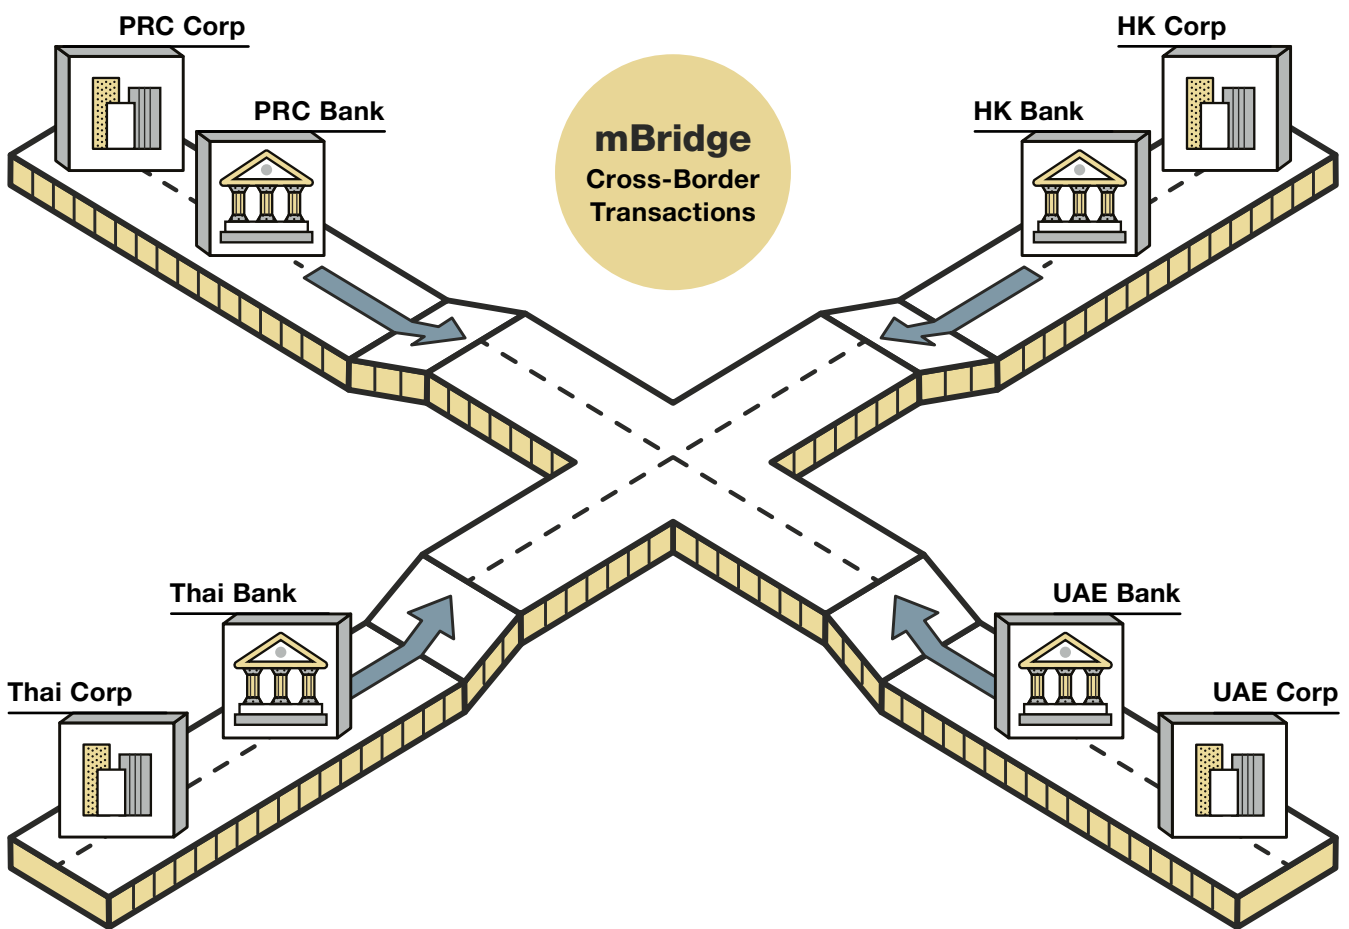 PRC Corp
HK Corp
PRC Bank
HK Bank
mBridge
Cross-Border
Transactions
Thai Bank
UAE Bank
Thai Corp
UAE Corp